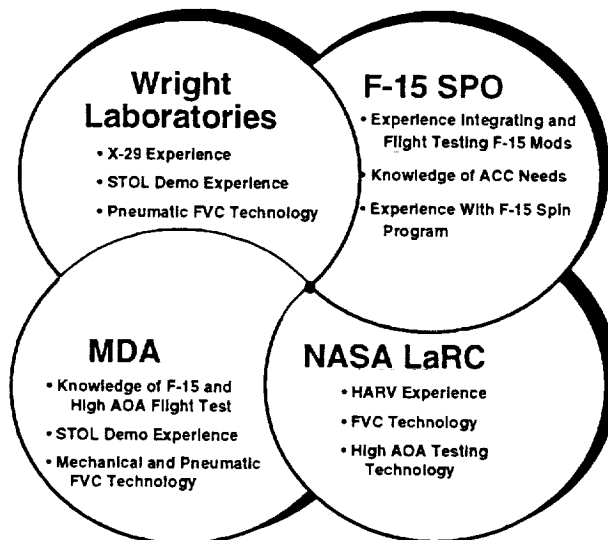 Wright
Laboratories
• X-29 Experience
• STOL Demo Experience
• Pneumatic FVC Technology
F-15 SPO
• Experience Integrating and
Flight Testing F-15 Mods
• Knowledge of ACC Needs
• Experience With F-15 Spin
Program
MDA
• Knowledge of F-15 and
High AOA Flight Test
• STOL Demo Experience
• Mechanical and Pneumatic
FVC Technology
NASA LaRC
• HARV Experience
• FVC Technology
• High AOA Testing
Technology